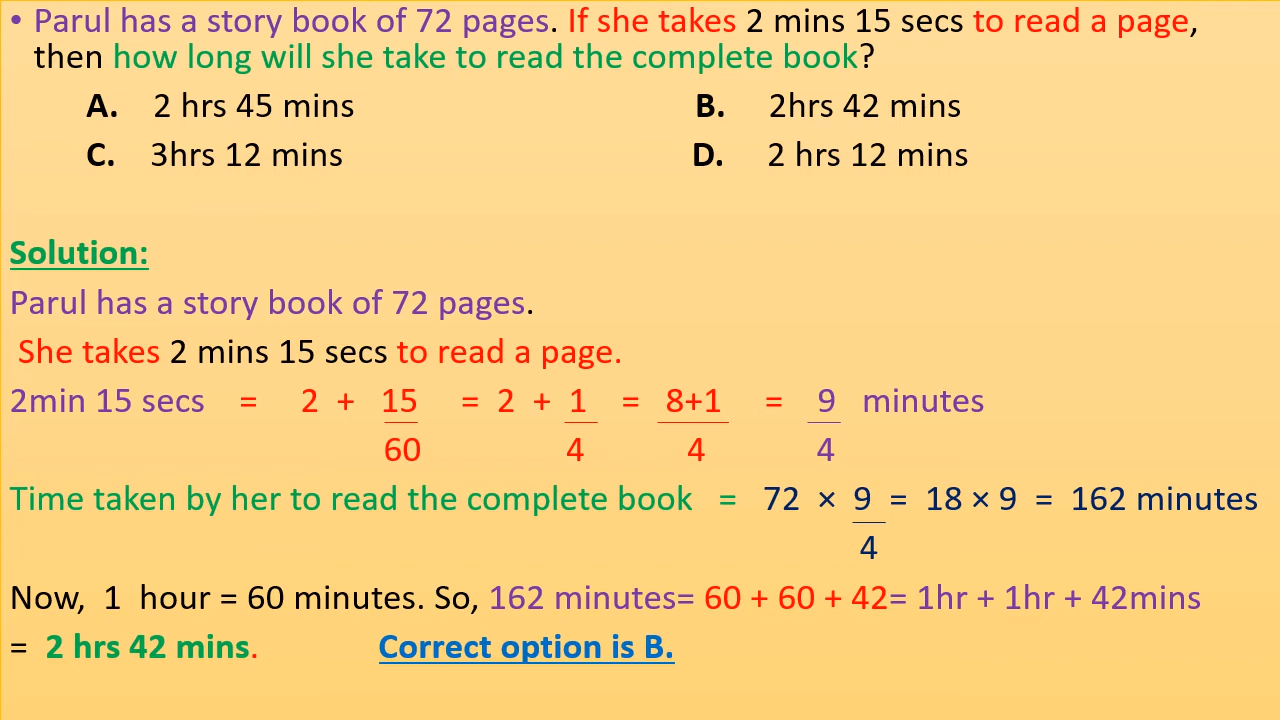 • Parul has a story book of 72 pages. If she takes 2 mins 15 secs to read a page,
then how long will she take to read the complete book?
A. 2 hrs 45 mins B. 2hrs 42 mins
C. 3hrs 12 mins D. 2 hrs 12 mins
Solution:
Parul has a story book of 72 pages.
She takes 2 mins 15 secs to read a page.
2min 15 secs = 2 + 15 = 2 + 1 = 8+1 = 9 minutes
60 4 4 4
Time taken by her to read the complete book = 72 × 9 = 18 × 9 = 162 minutes
4
Now, 1 hour = 60 minutes. So, 162 minutes= 60 + 60 + 42= 1hr + 1hr + 42mins
= 2 hrs 42 mins. Correct option is B.